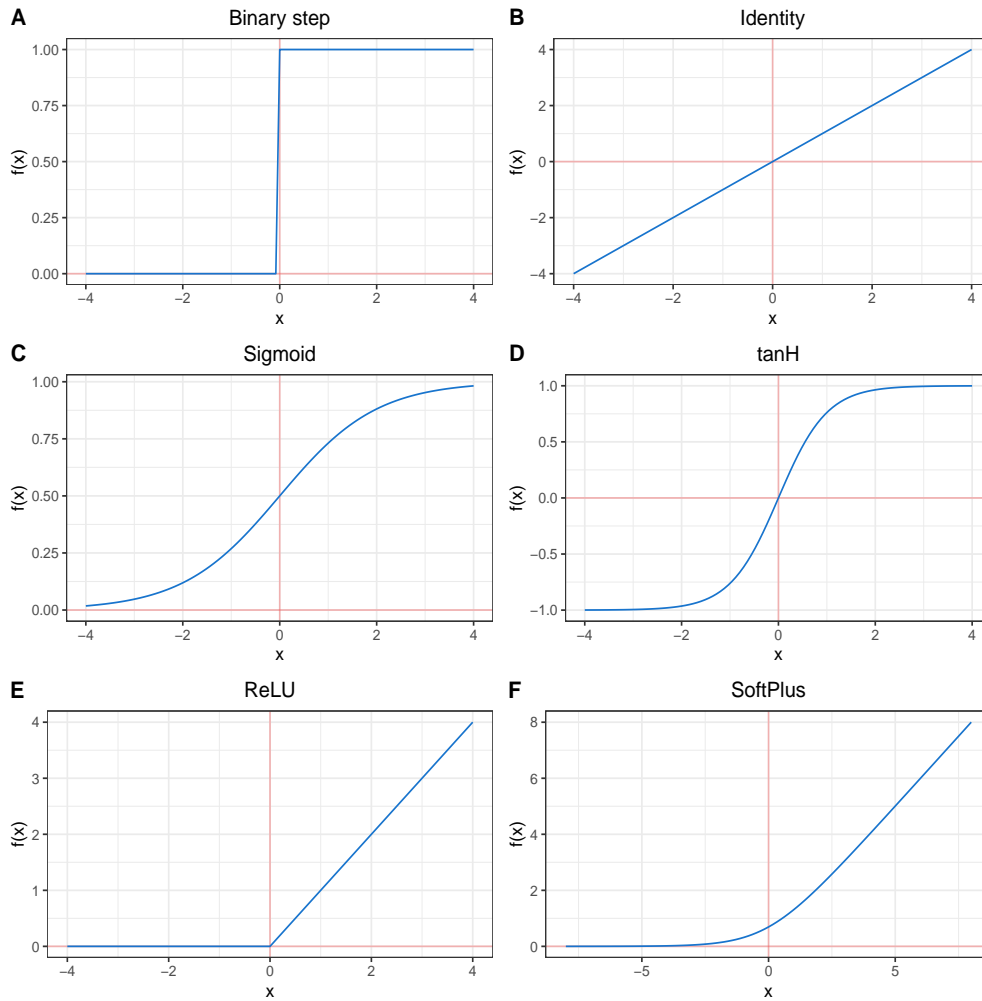 A
Binary step
1.00
0.75
0.50
0.25
0.00
f(x)
−4
−2
0
2
4
x
B
Identity
4
2
0
−2
−4
f(x)
−4
−2
0
2
4
x
C
Sigmoid
1.00
0.75
0.50
0.25
0.00
f(x)
−4
−2
0
2
4
x
D
tanH
1.0
0.5
0.0
−0.5
−1.0
f(x)
−4
−2
0
2
4
x
E
ReLU
4
3
2
1
0
f(x)
−4
−2
0
2
4
x
F
SoftPlus
8
6
4
2
0
f(x)
−5
0
5
x